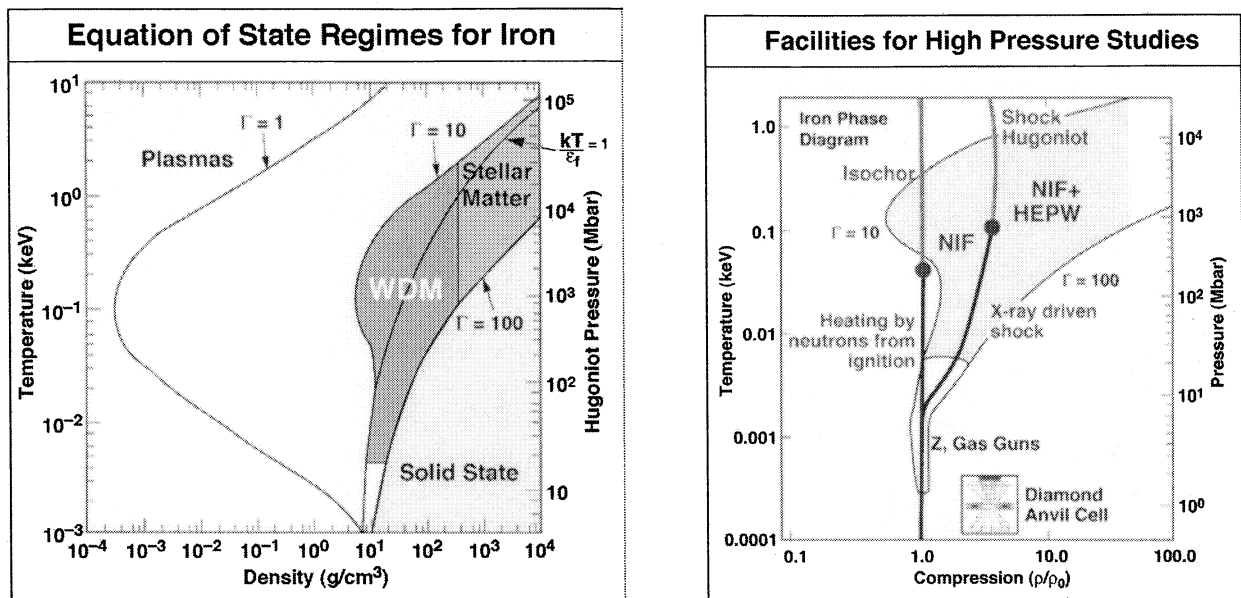 Equation of State Regimes for Iron
10¹
10⁰
10⁻¹
10⁻²
10⁻³
Temperature (keV)
10⁻⁴
10⁻³
10⁻²
10⁻¹
10⁰
10¹
10²
10³
10⁴
Density (g/cm³)
10⁵
10⁴
10³
10²
10
Hugoniot Pressure (Mbar)
Γ = 1
Plasmas
Γ = 10
kT/εf = 1
Stellar
Matter
WDM
Γ = 100
Solid State
Facilities for High Pressure Studies
1.0
0.1
0.01
0.001
0.0001
Temperature (keV)
0.1
1.0
10.0
100.0
Compression (ρ/ρ₀)
10⁴
10³
10²
10¹
10⁰
Pressure (Mbar)
Iron Phase
Diagram
Shock
Hugoniot
Isochor
NIF+
HEPW
Γ = 10
NIF
Γ = 100
Heating by
neutrons from
ignition
X-ray driven
shock
Z, Gas Guns
Diamond
Anvil Cell